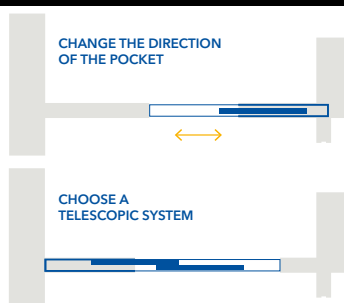 CHANGE THE DIRECTION
OF THE POCKET
CHOOSE A
TELESCOPIC SYSTEM